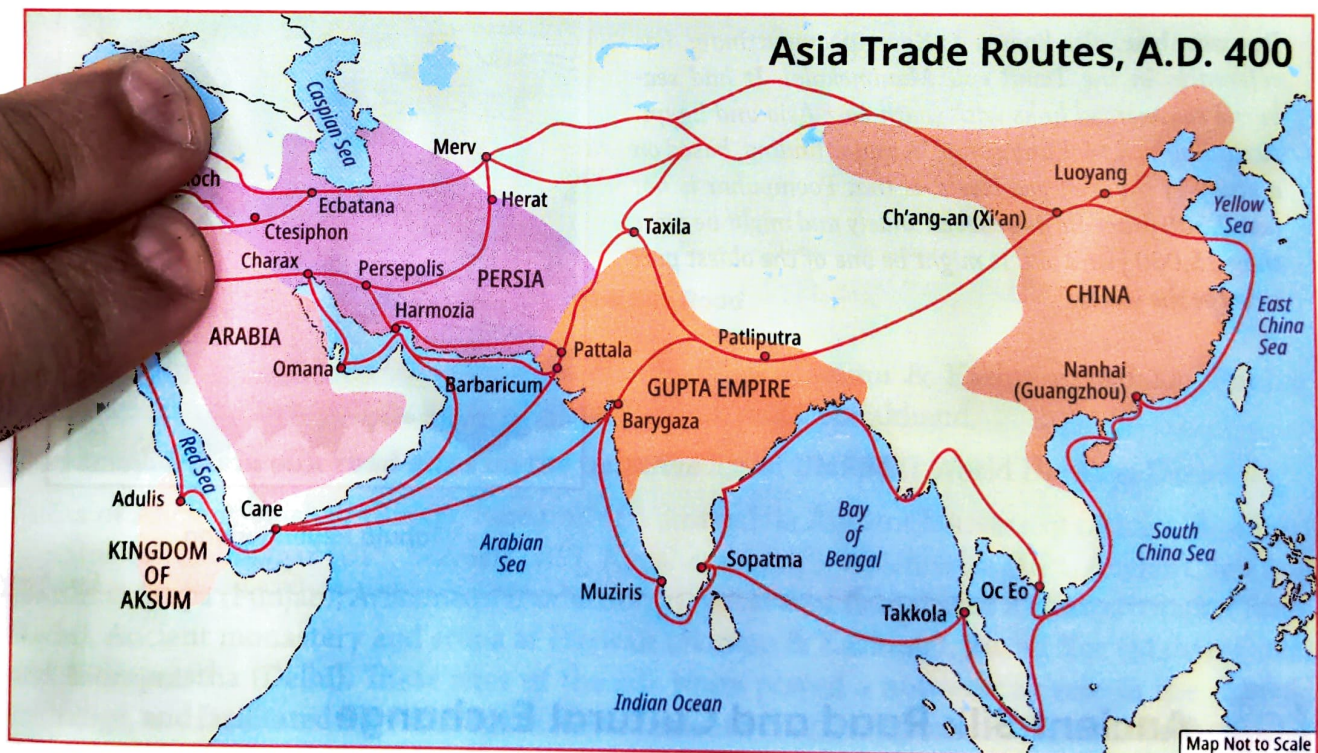 Asia Trade Routes, A.D. 400
Caspian Sea
Merv
Luoyang
och
Ecbatana
Herat
Ch'ang-an (Xi'an)
Yellow
Sea
Ctesiphon
Taxila
Charax
Persepolis
PERSIA
CHINA
Harmozia
East
China
Sea
ARABIA
Pattala
Patliputra
Omana
Barbaricum
GUPTA EMPIRE
Nanhai
(Guangzhou)
Barygaza
Red Sea
Adulis
Cane
Bay
of
Bengal
South
China Sea
KINGDOM
OF
AKSUM
Arabian
Sea
Sopatma
Muziris
Oc Eo
Takkola
Indian Ocean
Map Not to Scale